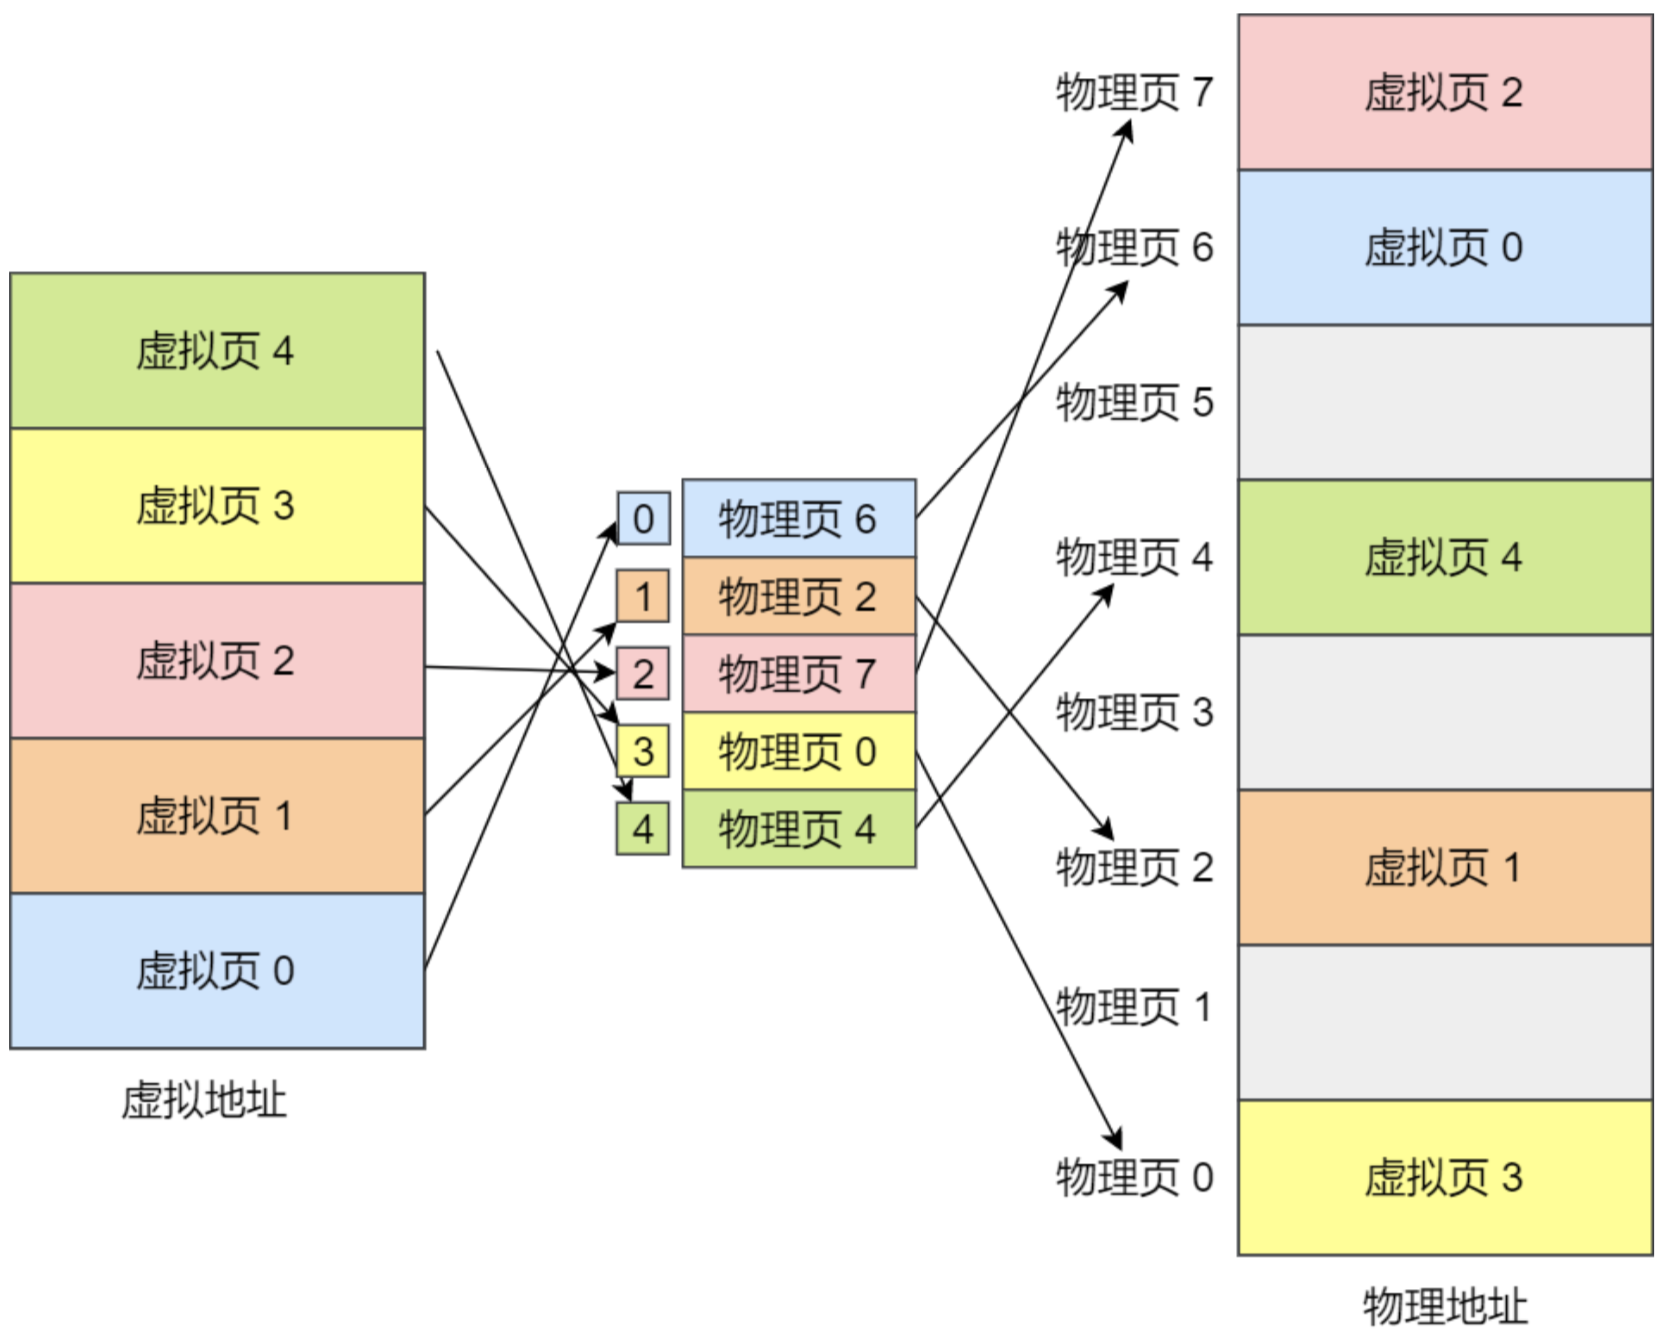 虚拟页 4
虚拟页 3
虚拟页 2
虚拟页 1
虚拟页 0
虚拟地址
0 物理页 6
1 物理页 2
2 物理页 7
3 物理页 0
4 物理页 4
物理页 7 虚拟页 2
物理页 6 虚拟页 0
物理页 5
物理页 4 虚拟页 4
物理页 3
物理页 2 虚拟页 1
物理页 1
物理页 0 虚拟页 3
物理地址